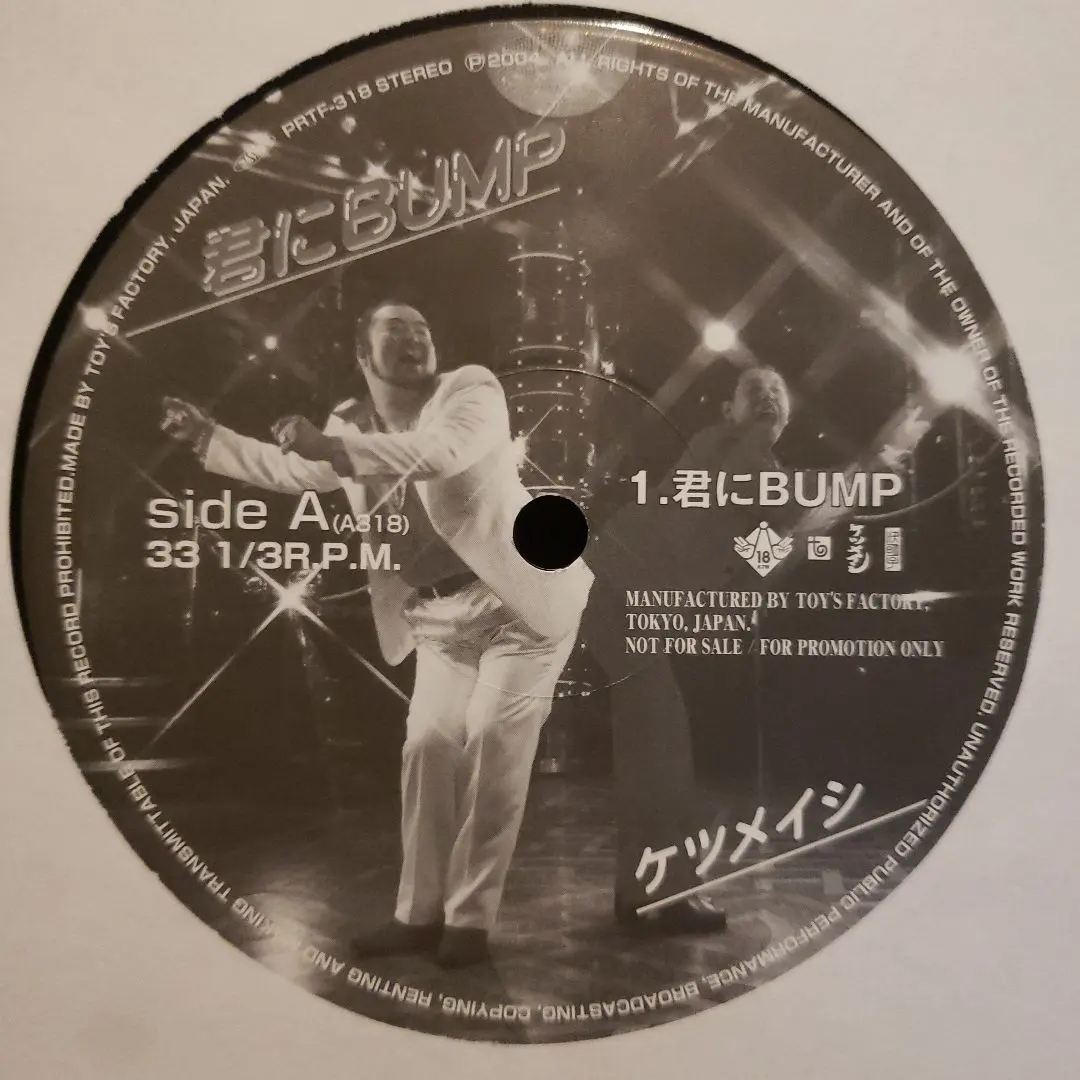 PRTF-318 STEREO Ⓟ2004 ALL RIGHTS OF THE MANUFACTURER AND OF THE OWNER OF THE RECORDED WORK RESERVED. UNAUTHORIZED PUBLIC PERFORMANCE, BROADCASTING, COPYING, RENTING AND MAKING TRANSMITTABLE OF THIS RECORD PROHIBITED.MADE BY TOY'S FACTORY, JAPAN.
君にBUMP
side A(A318)
33 1/3R.P.M.
1.君にBUMP
18
MANUFACTURED BY TOY'S FACTORY,
TOKYO, JAPAN.
NOT FOR SALE / FOR PROMOTION ONLY
ケツメイシ